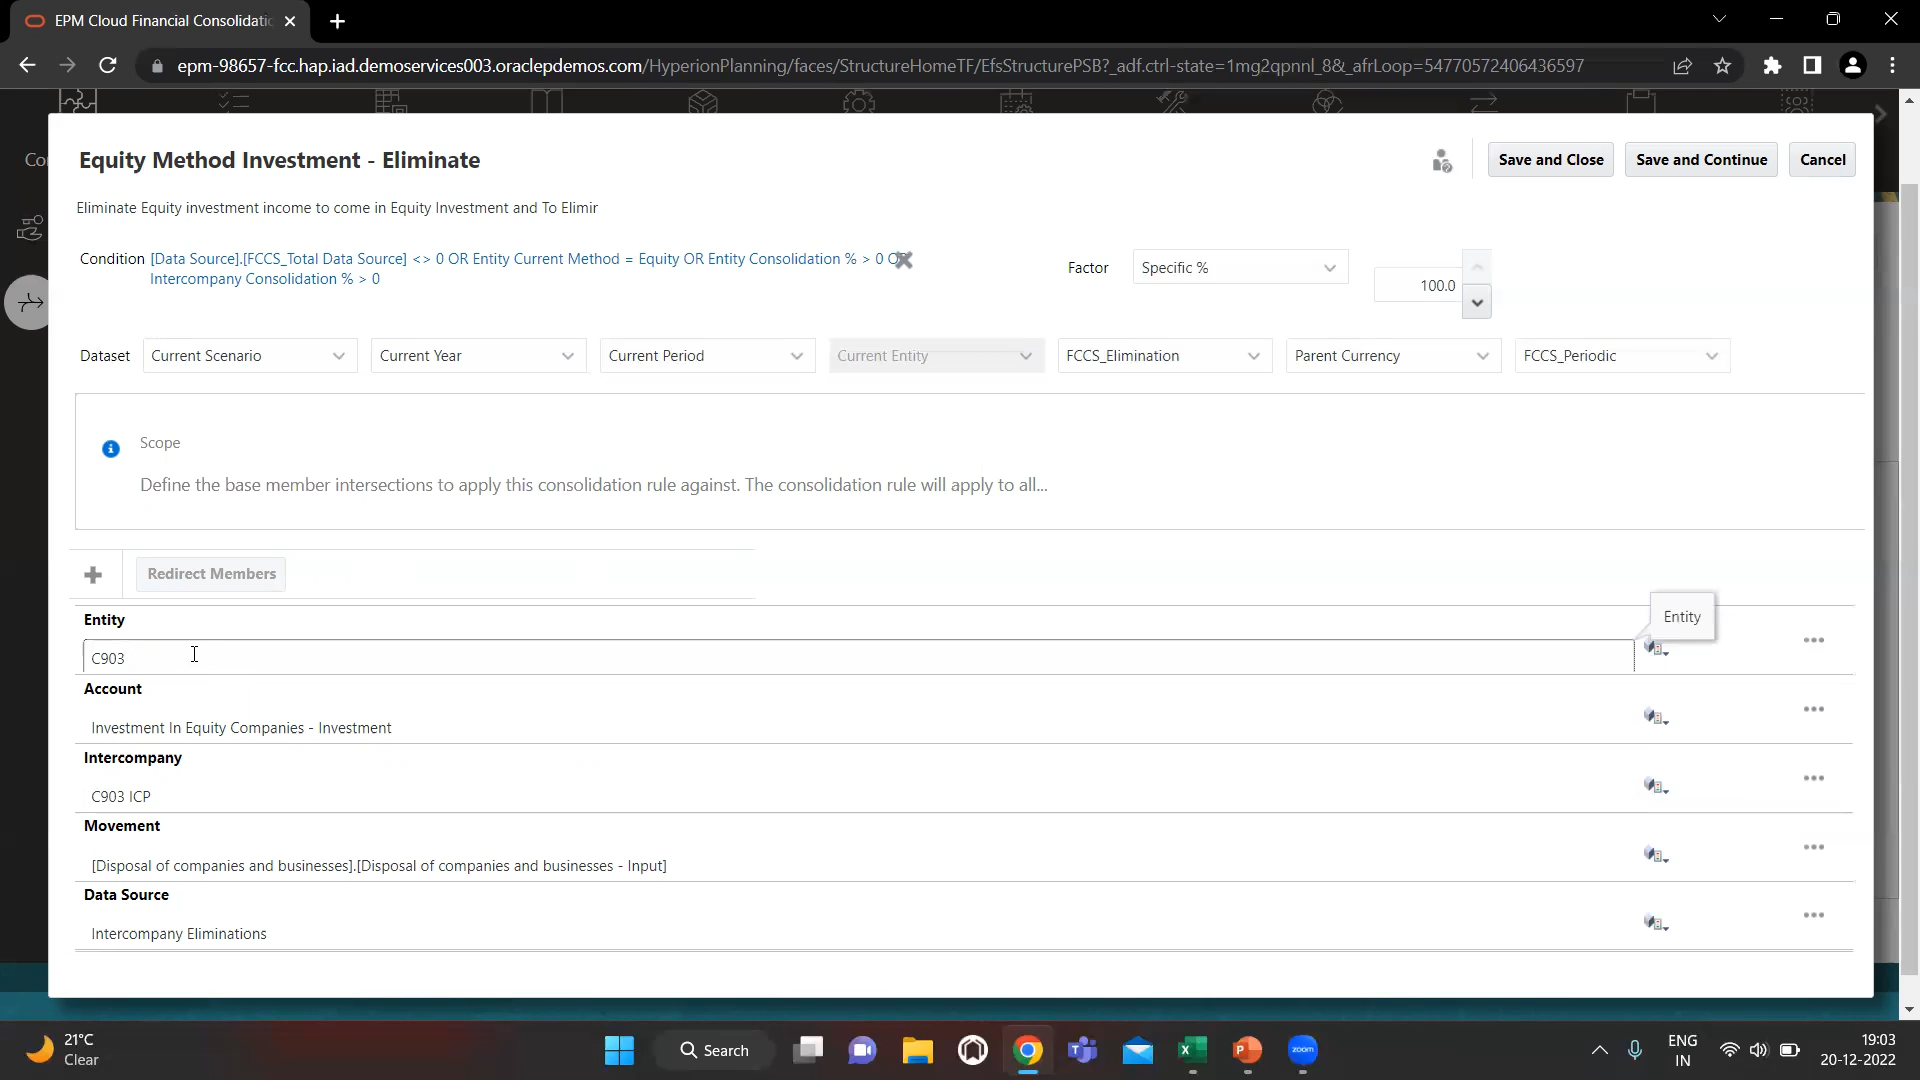 EPM Cloud Financial Consolidatio
epm-98657-fcc.hap.iad.demoservices003.oraclepdemos.com/HyperionPlanning/faces/StructureHomeTF/EfsStructurePSB?_adf.ctrl-state=1mg2qpnnl_8&_afrLoop=54770572406436597
Co
Equity Method Investment - Eliminate
Save and Close
Save and Continue
Cancel
Eliminate Equity investment income to come in Equity Investment and To Elimir
Condition [Data Source].[FCCS_Total Data Source] <> 0 OR Entity Current Method = Equity OR Entity Consolidation % > 0 O
Intercompany Consolidation % > 0
Factor
Specific %
100.0
Dataset
Current Scenario
Current Year
Current Period
Current Entity
FCCS_Elimination
Parent Currency
FCCS_Periodic
Scope
Define the base member intersections to apply this consolidation rule against. The consolidation rule will apply to all...
Redirect Members
Entity
C903
Entity
Account
Investment In Equity Companies - Investment
Intercompany
C903 ICP
Movement
[Disposal of companies and businesses].[Disposal of companies and businesses - Input]
Data Source
Intercompany Eliminations
21°C
Clear
Search
zoom
ENG
IN
19:03
20-12-2022